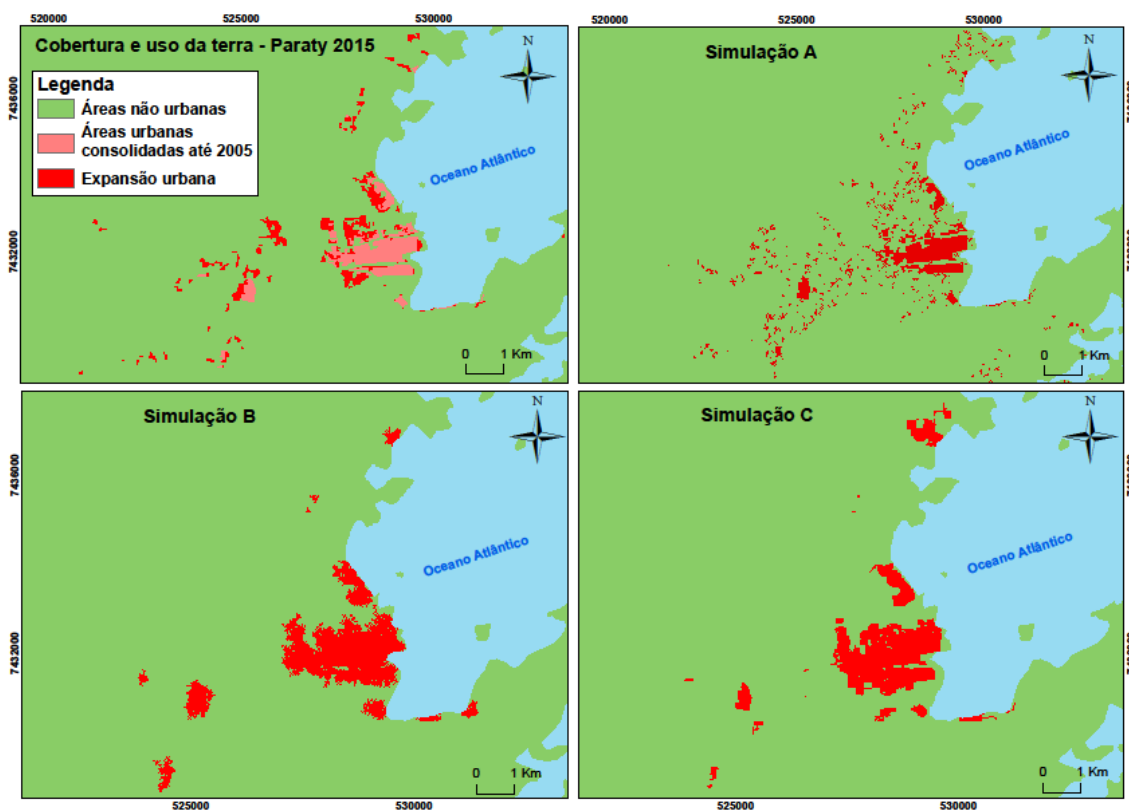 520000 525000 530000 520000 525000 530000
Cobertura e uso da terra - Paraty 2015
N
Legenda
Áreas não urbanas
Áreas urbanas
consolidadas até 2005
Expansão urbana
Oceano Atlântico
0 1 Km
7436000
7432000
Simulação A
N
Oceano Atlântico
0 1 Km
Simulação B
N
Oceano Atlântico
0 1 Km
7436000
7432000
Simulação C
N
Oceano Atlântico
0 1 Km
525000 530000 525000 530000